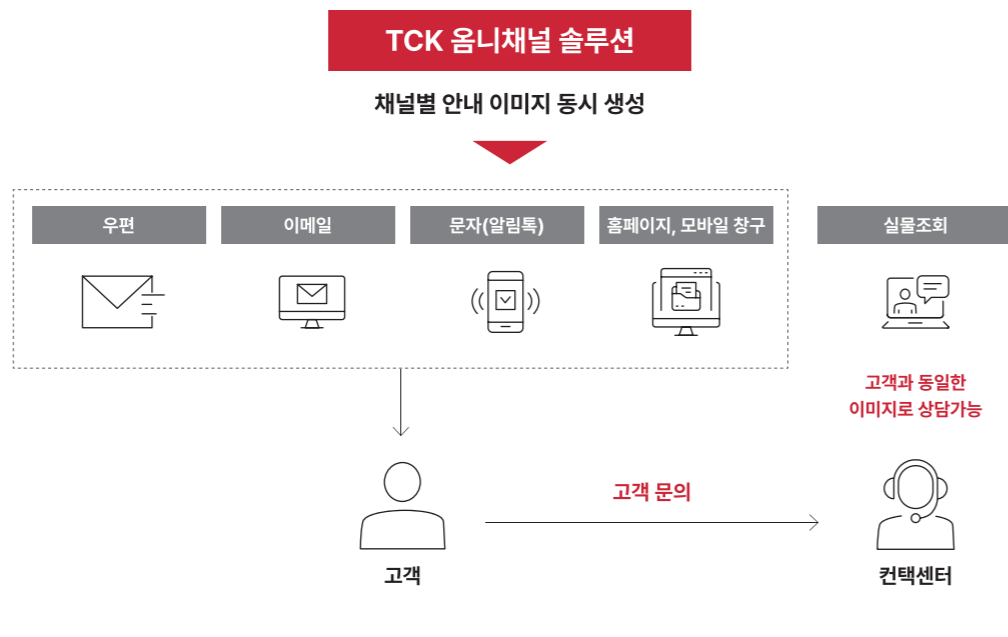 TCK 옴니채널 솔루션
채널별 안내 이미지 동시 생성
우편
이메일
문자(알림톡)
홈페이지, 모바일 창구
실물조회
고객과 동일한
이미지로 상담가능
고객 문의
고객
컨택센터